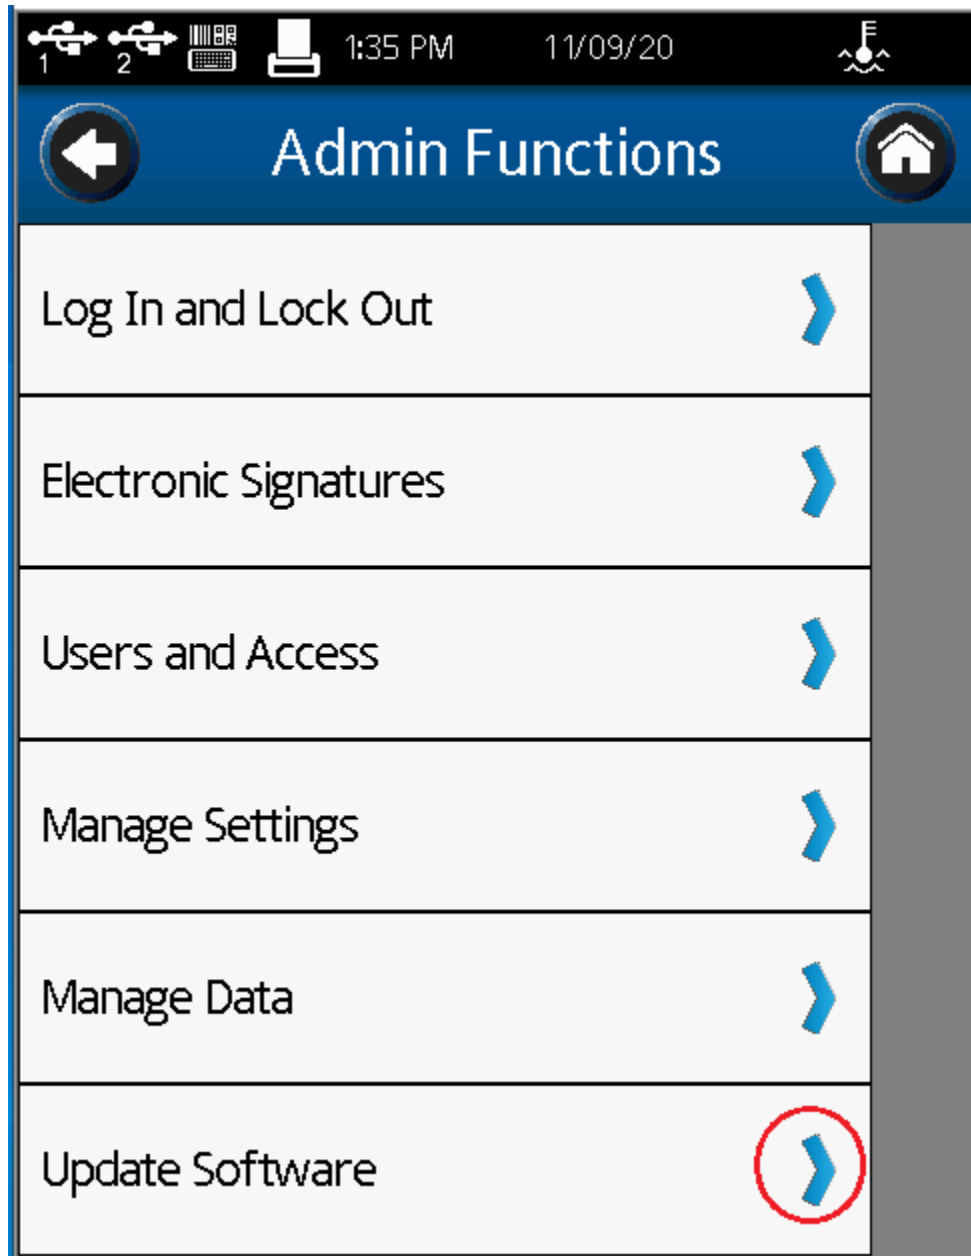 1 2 1:35 PM 11/09/20
Admin Functions
Log In and Lock Out
Electronic Signatures
Users and Access
Manage Settings
Manage Data
Update Software